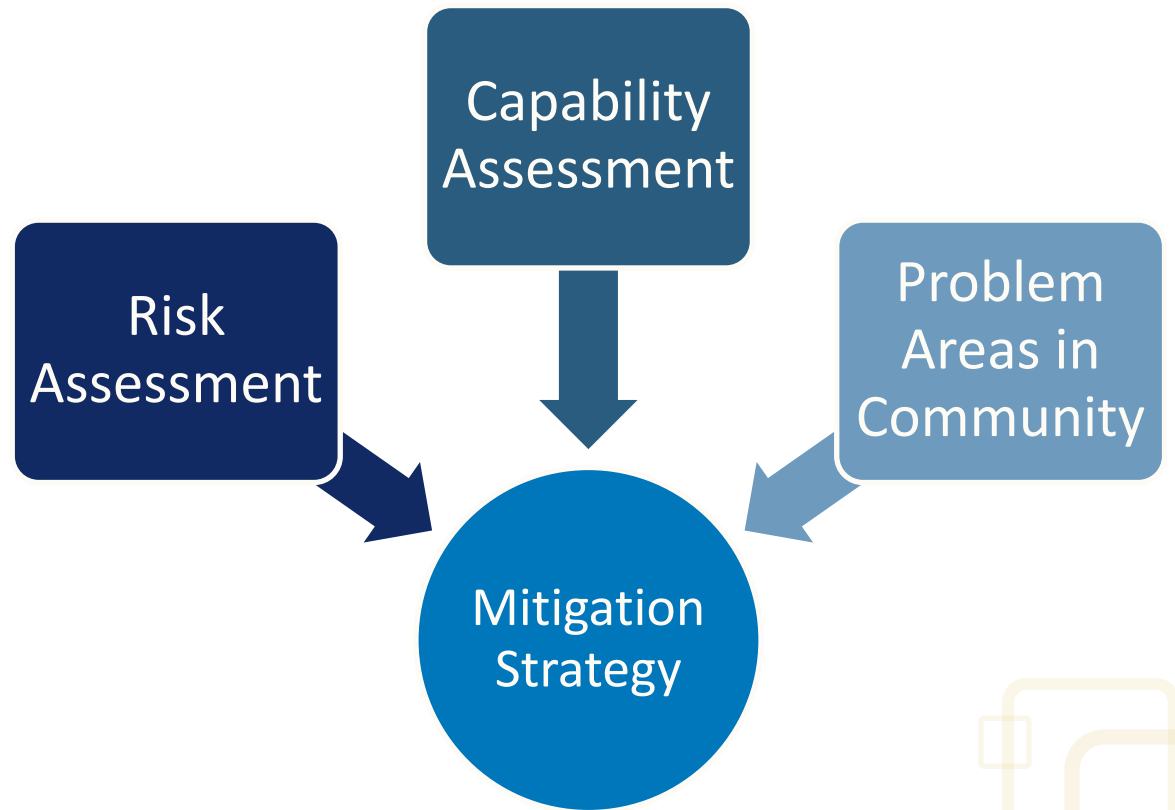 Capability
Assessment
Risk
Assessment
Problem
Areas in
Community
Mitigation
Strategy